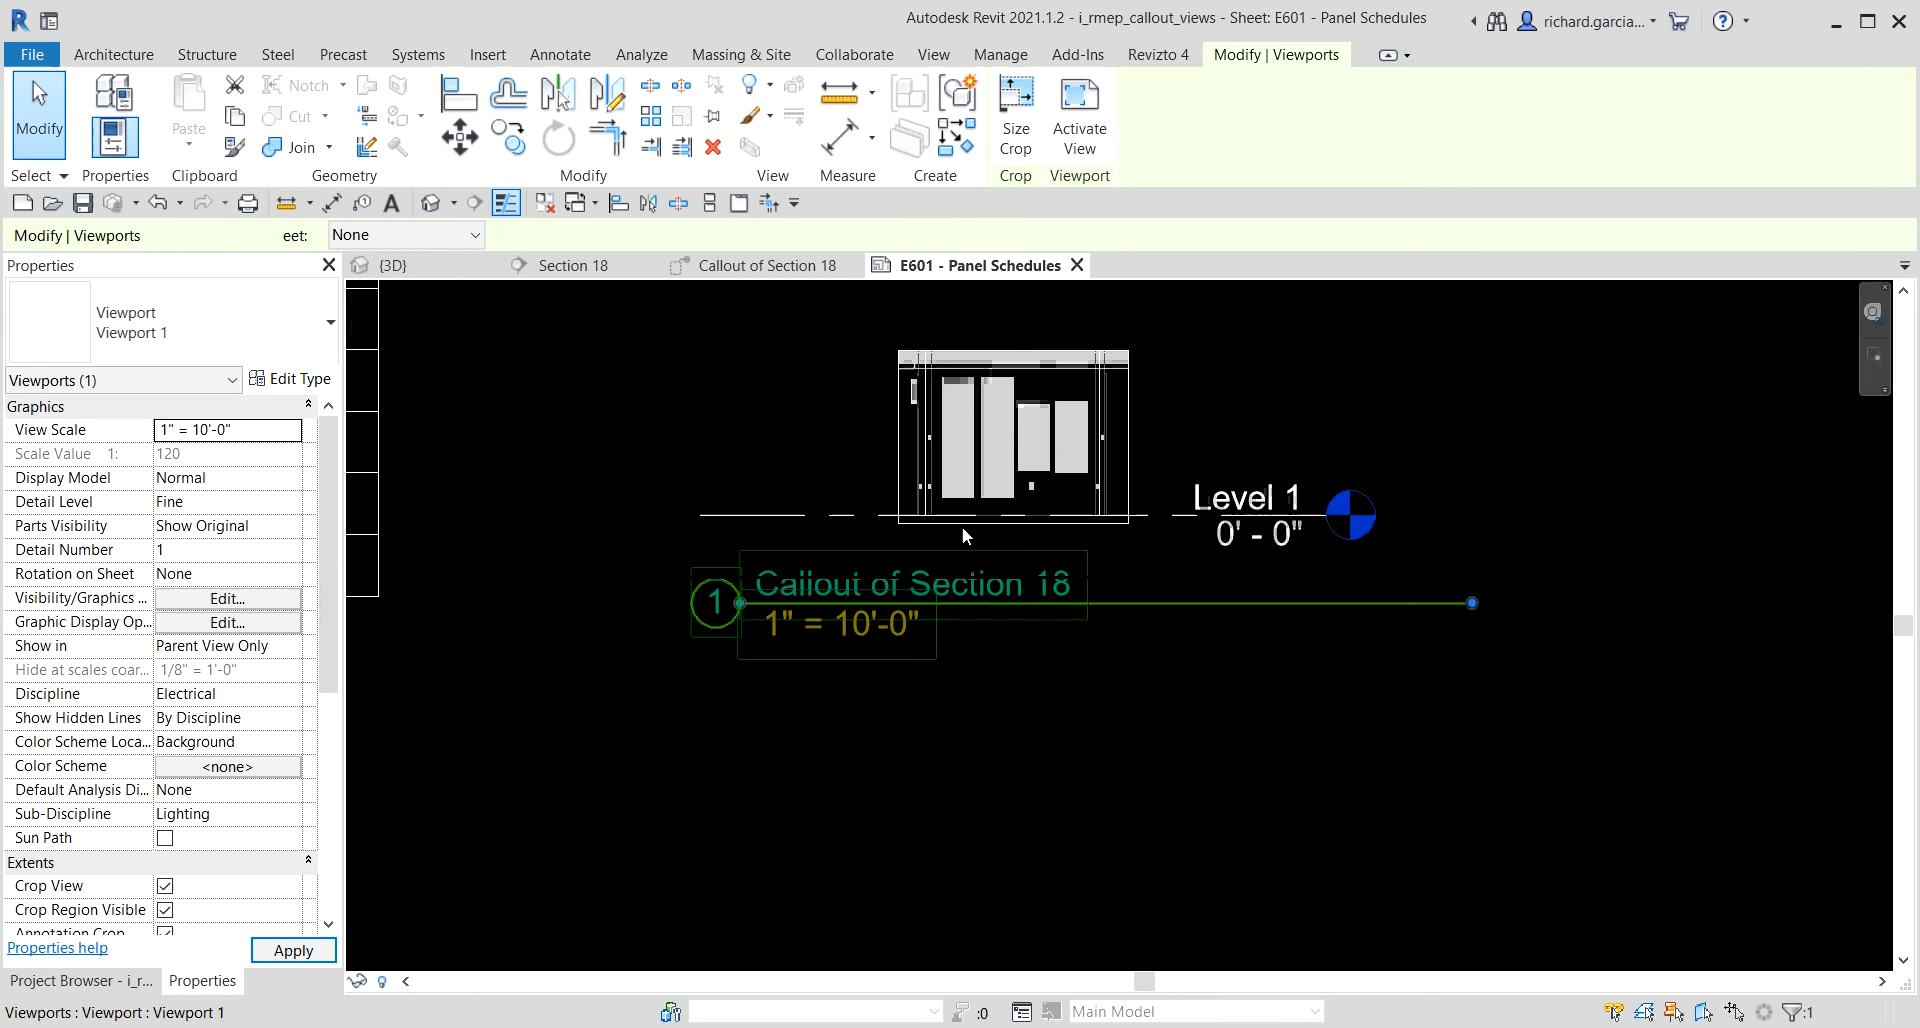 Autodesk Revit 2021.1.2 - i_rmep_callout_views - Sheet: E601 - Panel Schedules
richard.garcia...
File Architecture Structure Steel Precast Systems Insert Annotate Analyze Massing & Site Collaborate View Manage Add-Ins Revizto 4 Modify | Viewports
Modify
Paste
Notch
Cut
Join
Size Crop
Activate View
Select Properties Clipboard Geometry Modify View Measure Create Crop Viewport
Modify | Viewports eet: None
Properties
{3D} Section 18 Callout of Section 18 E601 - Panel Schedules
Viewport
Viewport 1
Viewports (1) Edit Type
Graphics
View Scale 1" = 10'-0"
Scale Value 1: 120
Display Model Normal
Detail Level Fine
Parts Visibility Show Original
Detail Number 1
Rotation on Sheet None
Visibility/Graphics ... Edit...
Graphic Display Op... Edit...
Show in Parent View Only
Hide at scales coar... 1/8" = 1'-0"
Discipline Electrical
Show Hidden Lines By Discipline
Color Scheme Loca... Background
Color Scheme <none>
Default Analysis Di... None
Sub-Discipline Lighting
Sun Path
Extents
Crop View
Crop Region Visible
Annotation Crop
Properties help Apply
Project Browser - i_r... Properties
Level 1
0' - 0"
1 Callout of Section 18
1" = 10'-0"
Viewports : Viewport : Viewport 1
:0
Main Model
:1